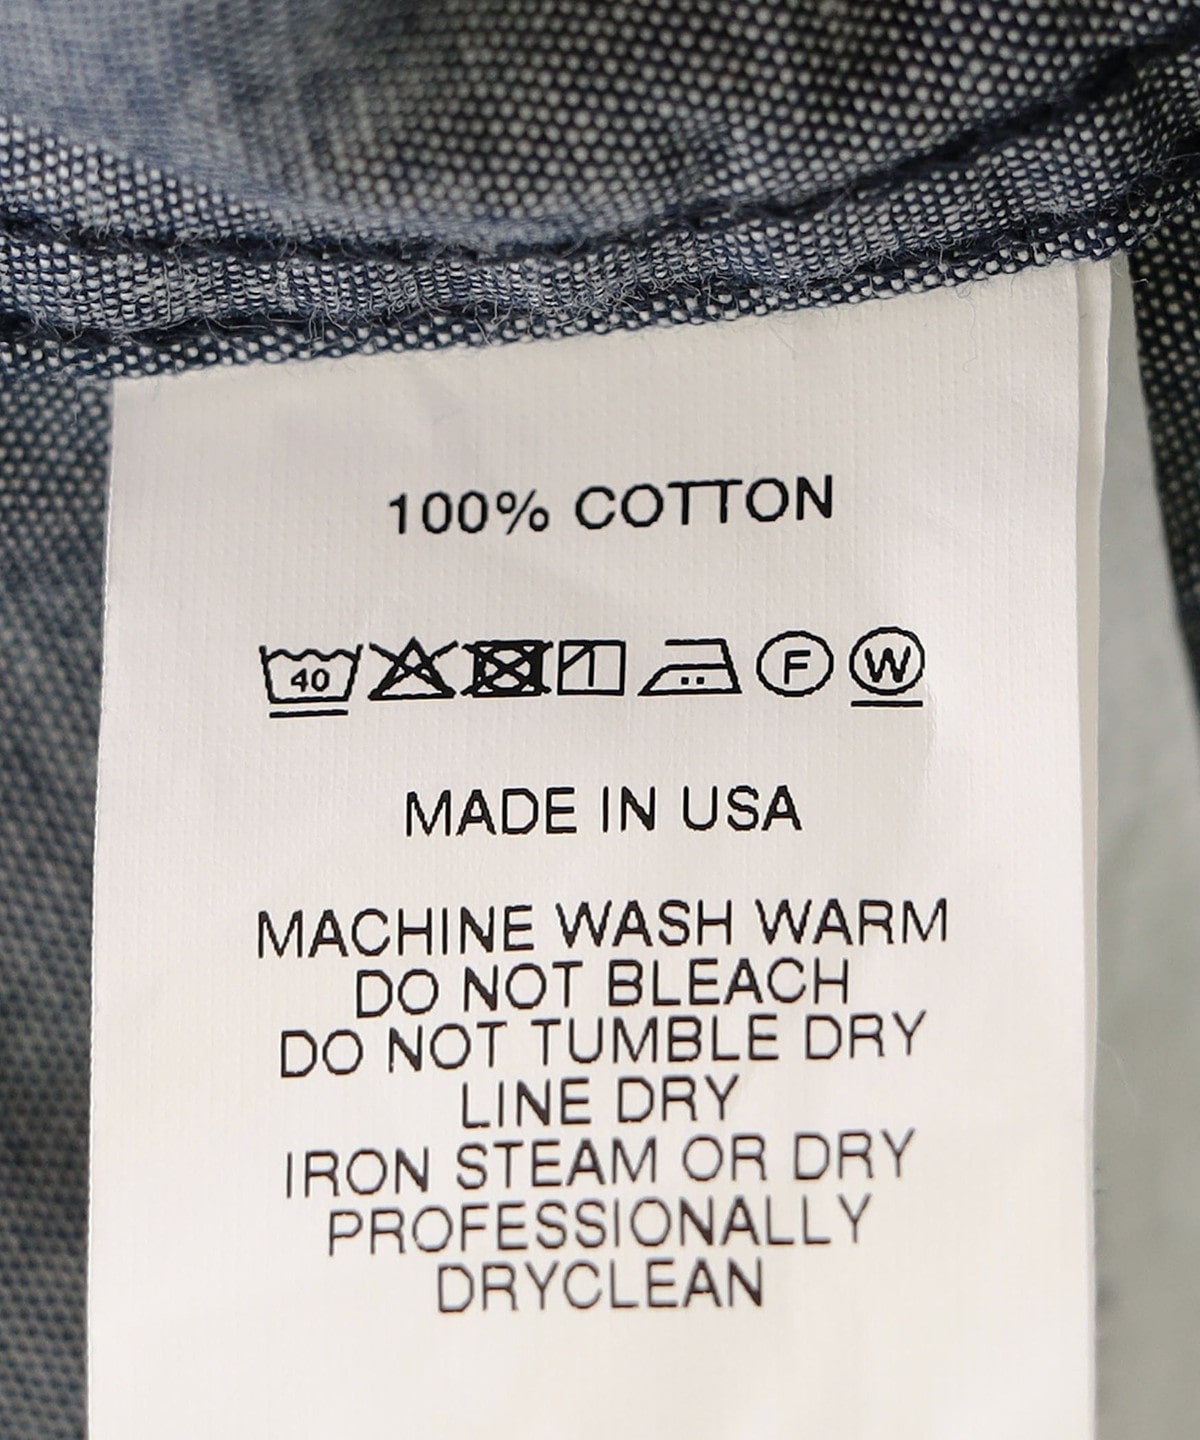 100% COTTON
40 F W
MADE IN USA
MACHINE WASH WARM
DO NOT BLEACH
DO NOT TUMBLE DRY
LINE DRY
IRON STEAM OR DRY
PROFESSIONALLY
DRYCLEAN